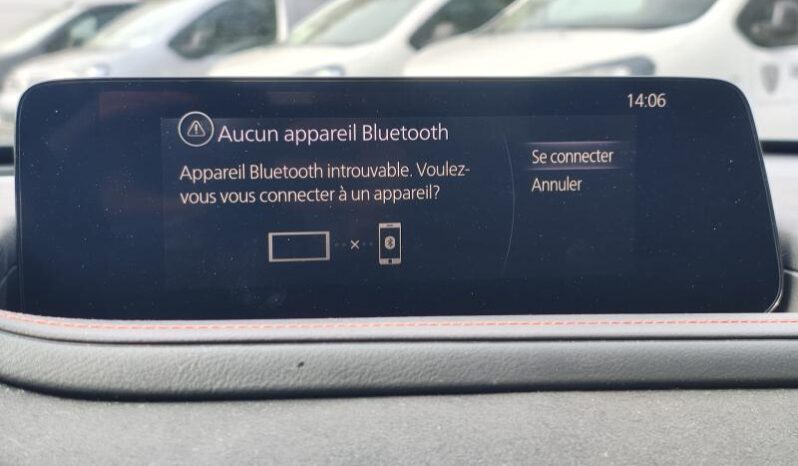 14:06
Aucun appareil Bluetooth
Appareil Bluetooth introuvable. Voulez-
vous vous connecter à un appareil?
Se connecter
Annuler